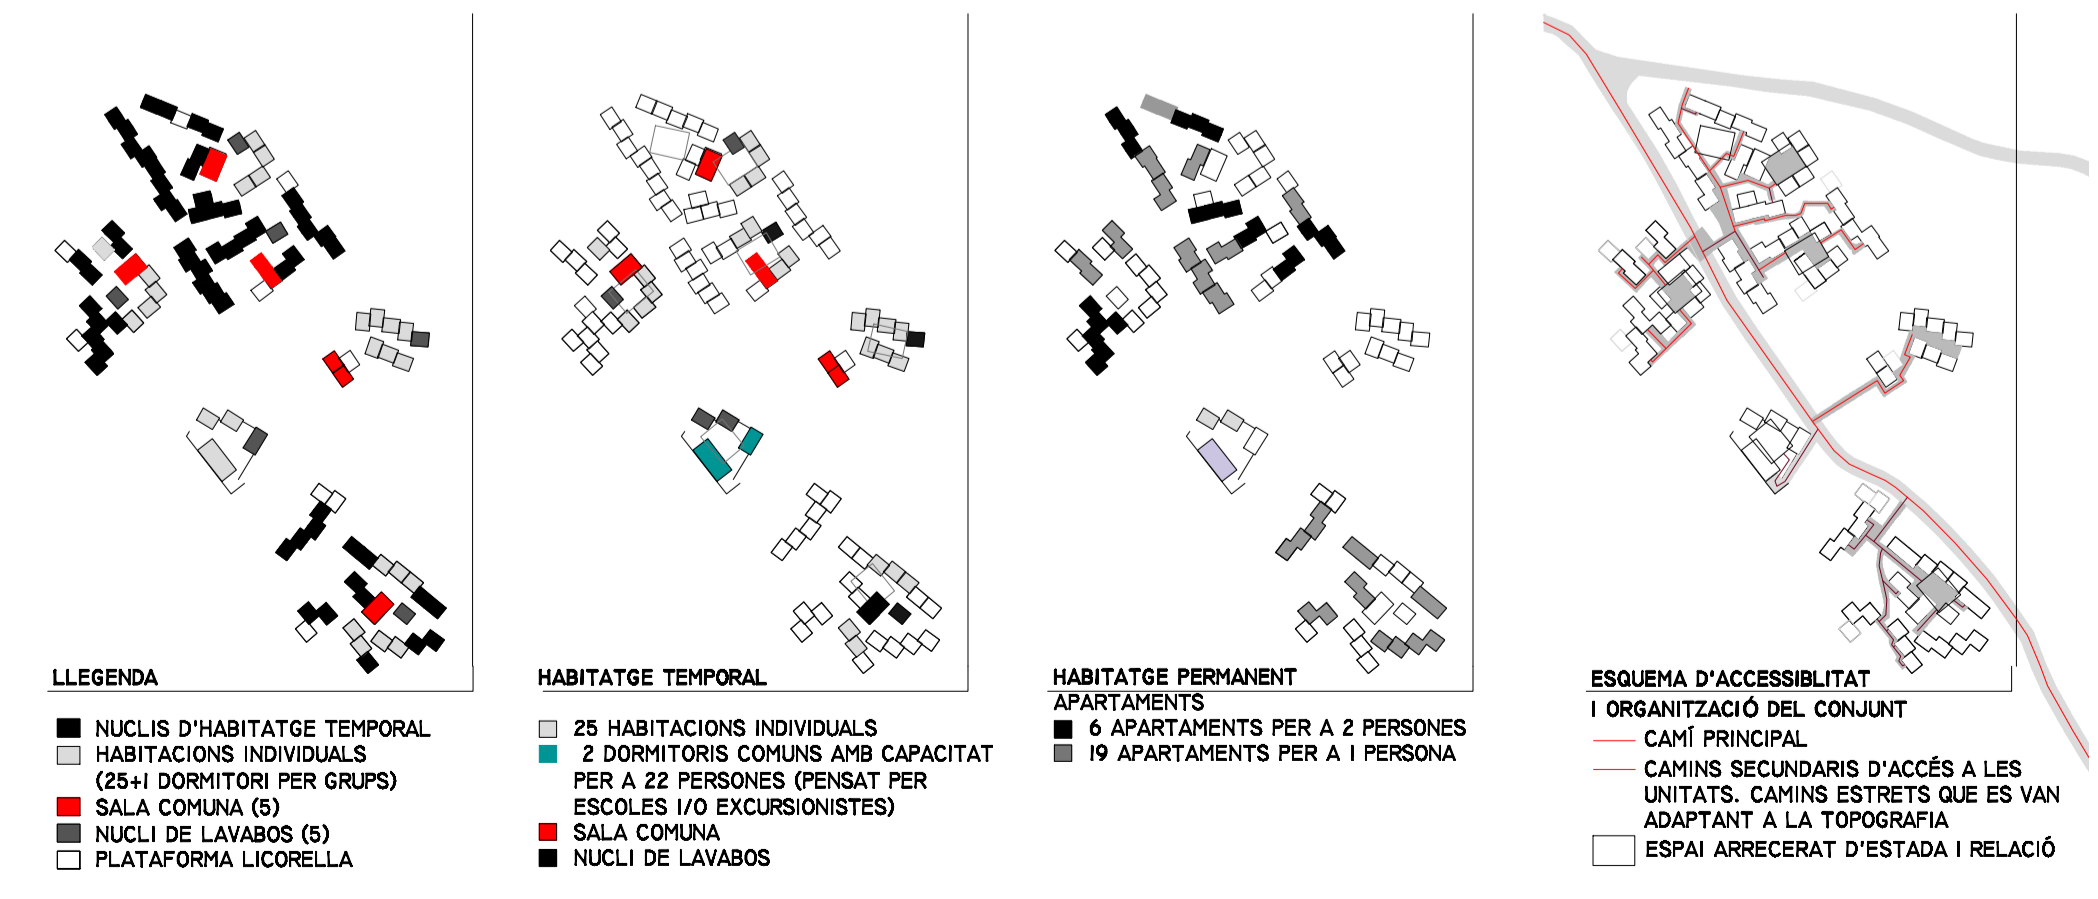 LLEGENDA
NUCLIS D'HABITATGE TEMPORAL
HABITACIONS INDIVIDUALS
(25+1 DORMITORI PER GRUPS)
SALA COMUNA (5)
NUCLI DE LAVABOS (5)
PLATAFORMA LICORELLA
HABITATGE TEMPORAL
25 HABITACIONS INDIVIDUALS
2 DORMITORIS COMUNS AMB CAPACITAT
PER A 22 PERSONES (PENSAT PER
ESCOLES I/O EXCURSIONISTES)
SALA COMUNA
NUCLI DE LAVABOS
HABITATGE PERMANENT
APARTAMENTS
6 APARTAMENTS PER A 2 PERSONES
19 APARTAMENTS PER A 1 PERSONA
ESQUEMA D'ACCESSIBLITAT
I ORGANITZACIÓ DEL CONJUNT
CAMÍ PRINCIPAL
CAMINS SECUNDARIS D'ACCÉS A LES
UNITATS. CAMINS ESTRETS QUE ES VAN
ADAPTANT A LA TOPOGRAFIA
ESPAI ARRECERAT D'ESTADA I RELACIÓ